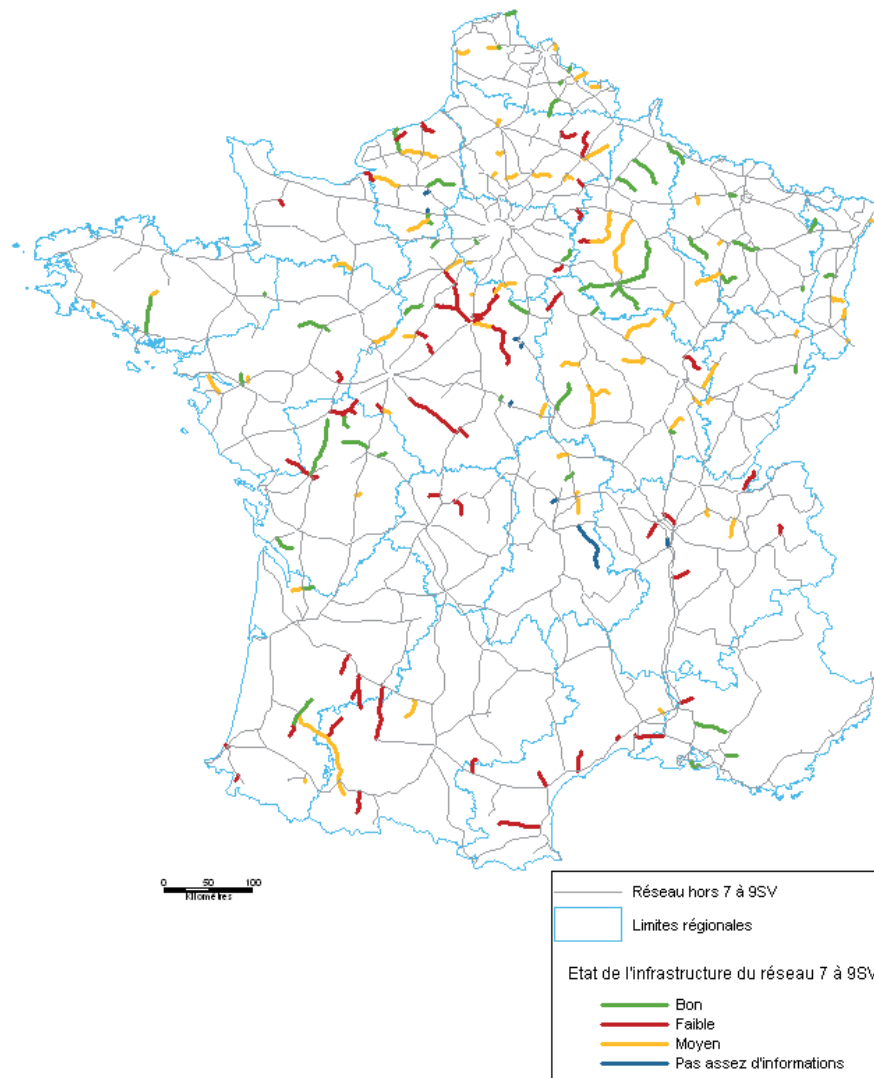 0 50 100
Kilomètres
Réseau hors 7 à 9SV
Limites régionales
Etat de l'infrastructure du réseau 7 à 9SV
Bon
Faible
Moyen
Pas assez d'informations